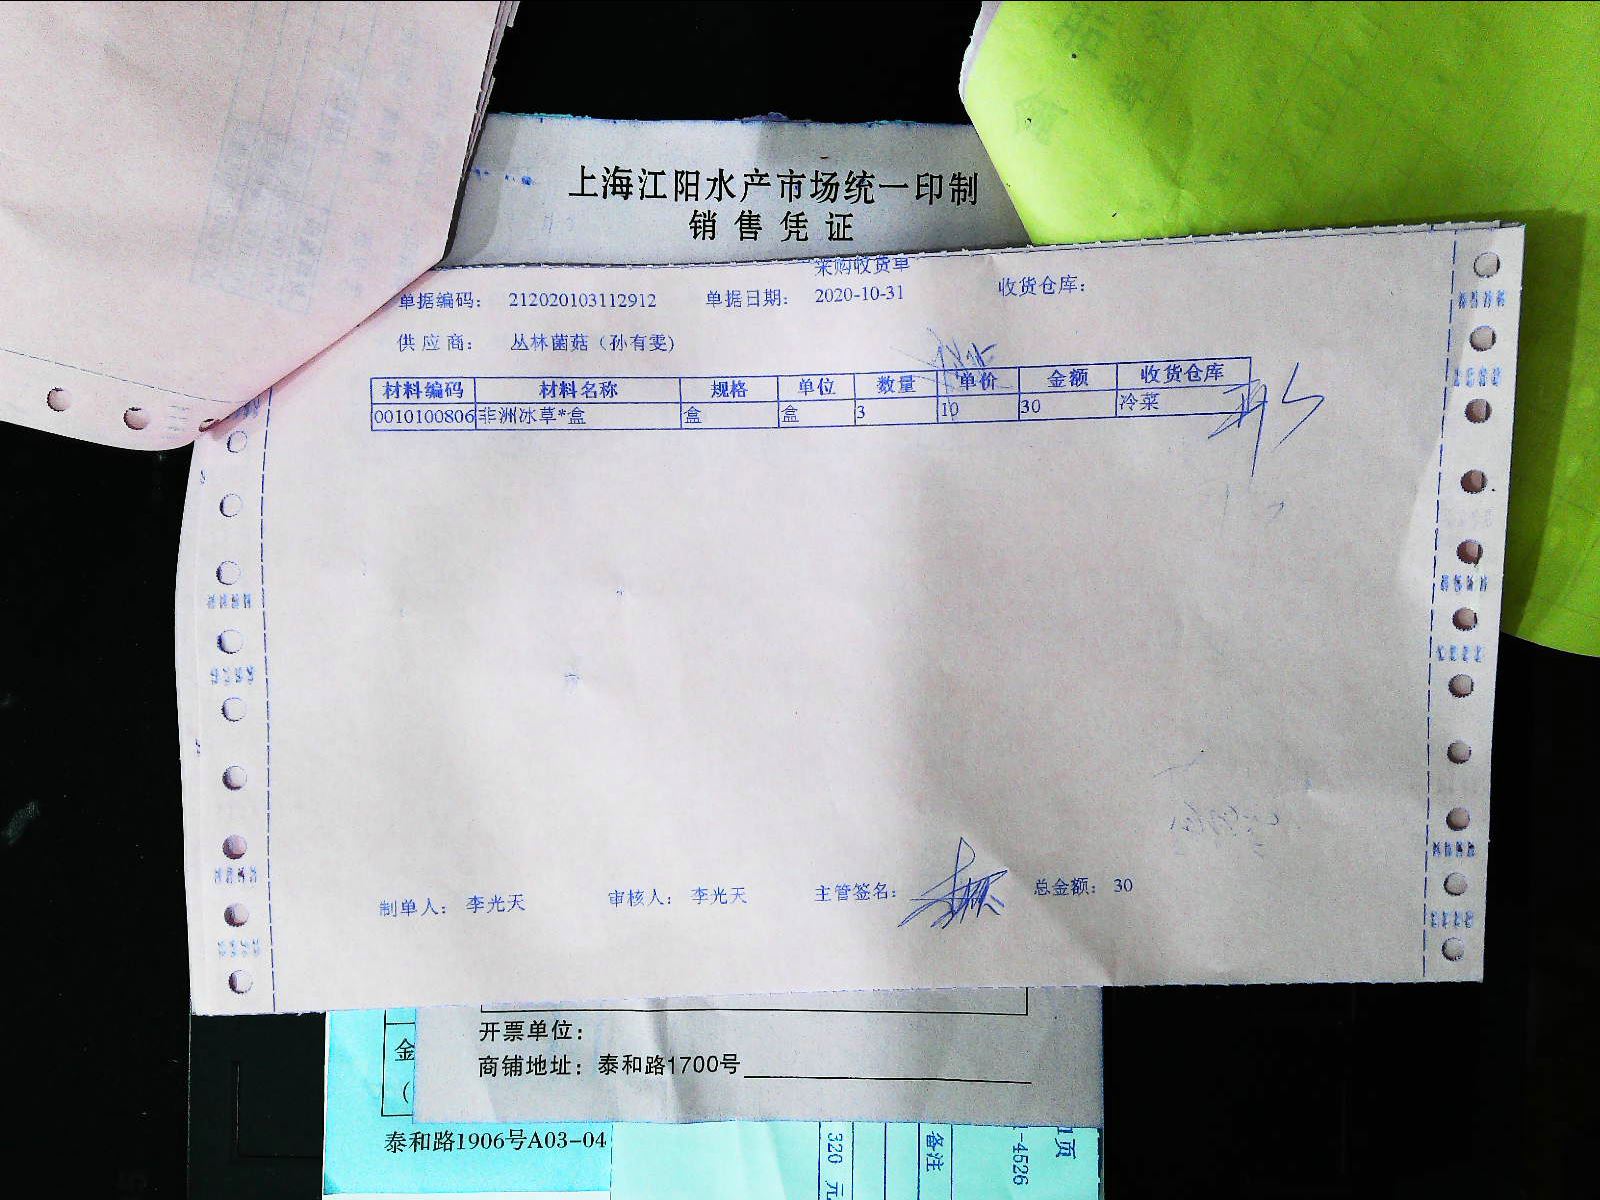 上海江阳水产市场统一印制
销售凭证
采购收货单
单据编码： 212020103112912 单据日期： 2020-10-31 收货仓库：
供应商： 丛林菌菇（孙有雯）
材料编码 材料名称 规格 单位 数量 单价 金额 收货仓库
0010100806 非洲冰草*盒 盒 盒 3 10 30 冷菜
制单人： 李光天 审核人： 李光天 主管签名： 总金额： 30
开票单位：
商铺地址：泰和路1700号
金
（
泰和路1906号A03-04
320 元
备注
-4526
1页